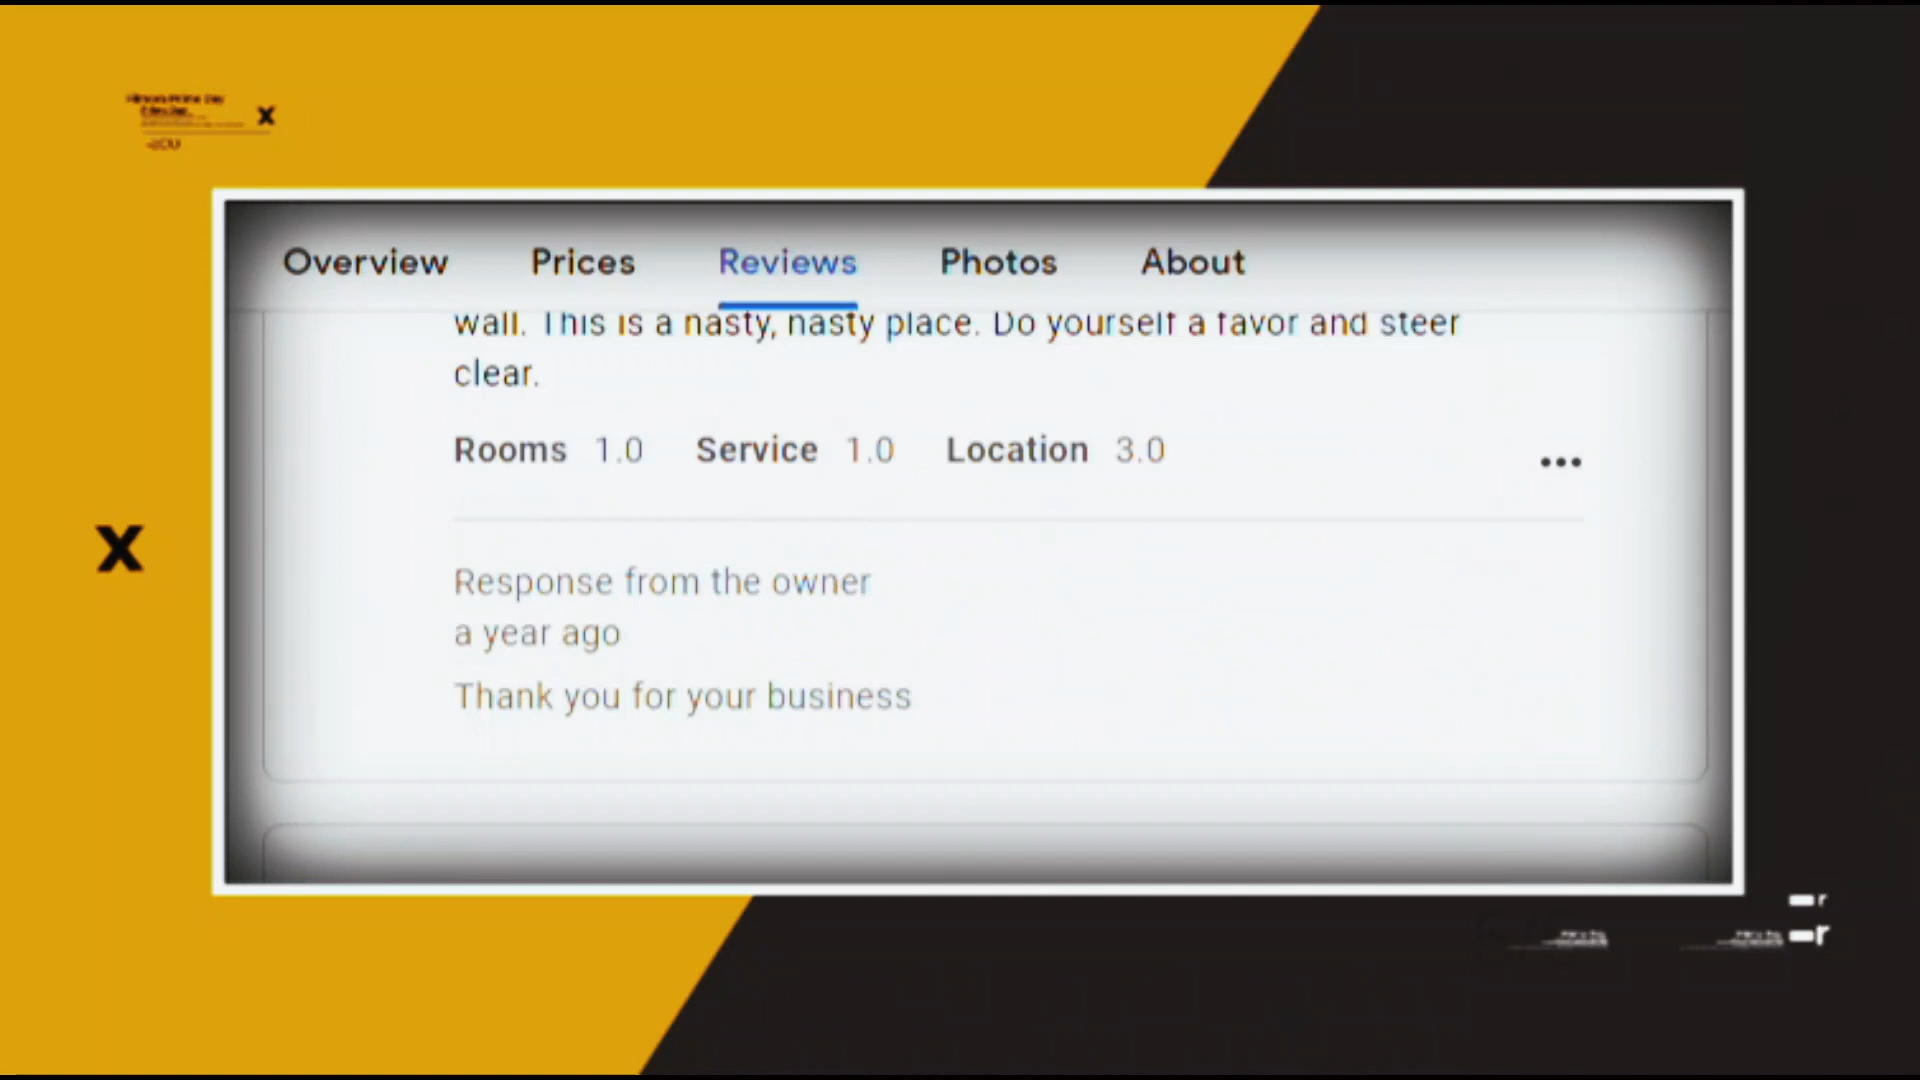 x
Overview Prices Reviews Photos About
wall. This is a nasty, nasty place. Do yourself a favor and steer
clear.
Rooms 1.0 Service 1.0 Location 3.0
x
Response from the owner
a year ago
Thank you for your business